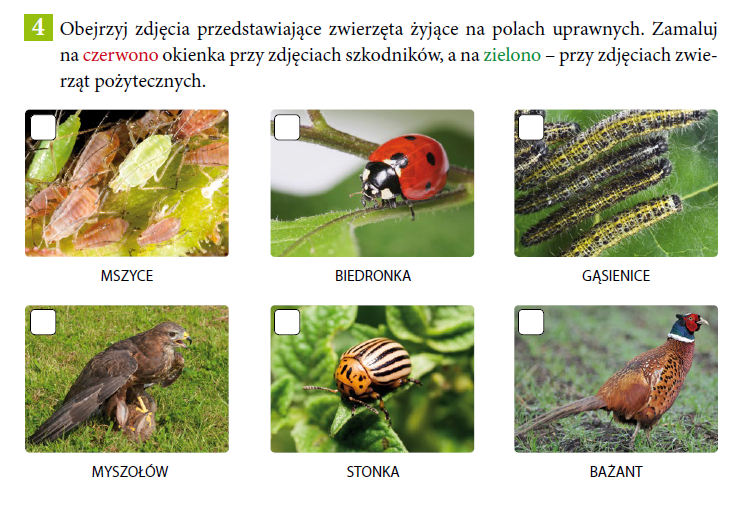 4 Obejrzyj zdjęcia przedstawiające zwierzęta żyjące na polach uprawnych. Zamaluj
na czerwono okienka przy zdjęciach szkodników, a na zielono – przy zdjęciach zwie-
rząt pożytecznych.
MSZYCE BIEDRONKA GĄSIENICE
MYSZOŁÓW STONKA BAŻANT